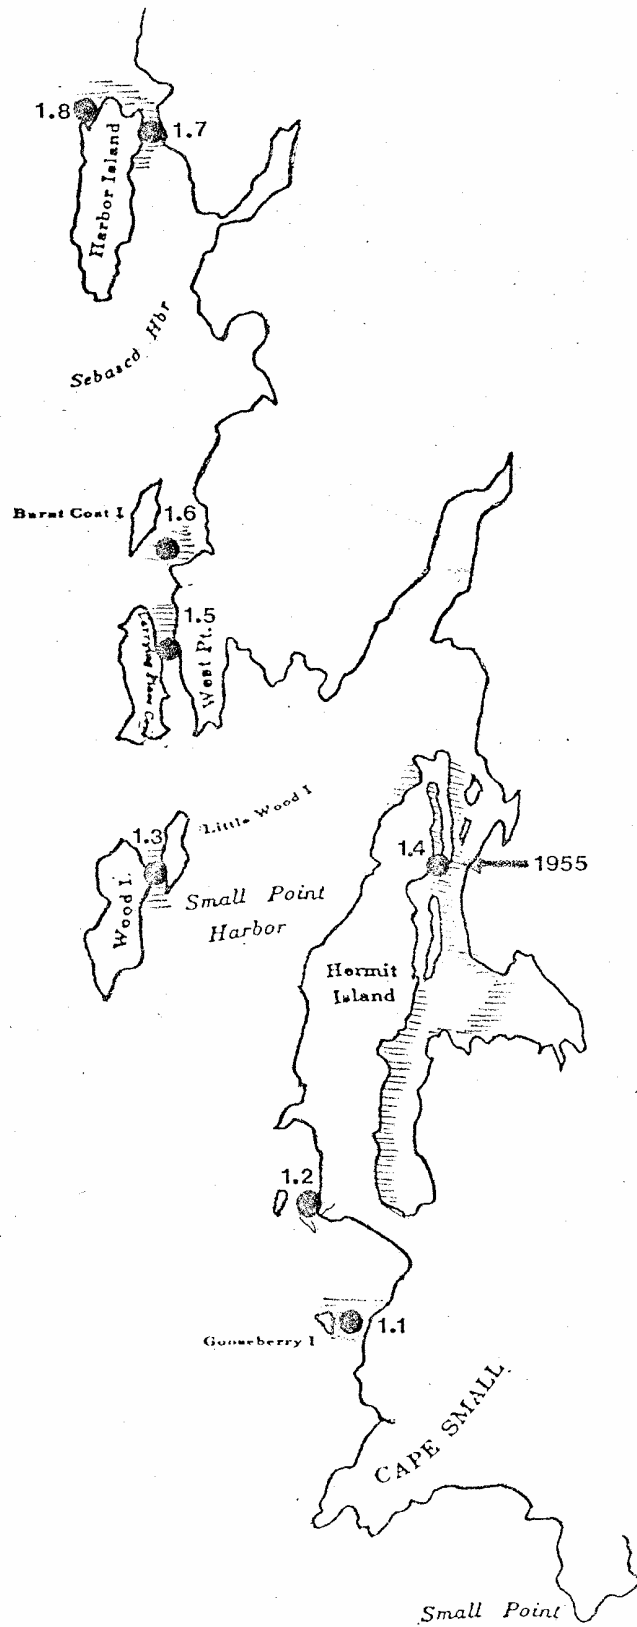 1.8
1.7
Harbor Island
Sebasco Hbr
Burnt Coat I
1.6
1.5
West Pt.
Little Wood I
1.3
Wood I.
Small Point
Harbor
1.4
1955
Hermit
Island
1.2
1.1
Gooseberry I
CAPE SMALL
Small Point